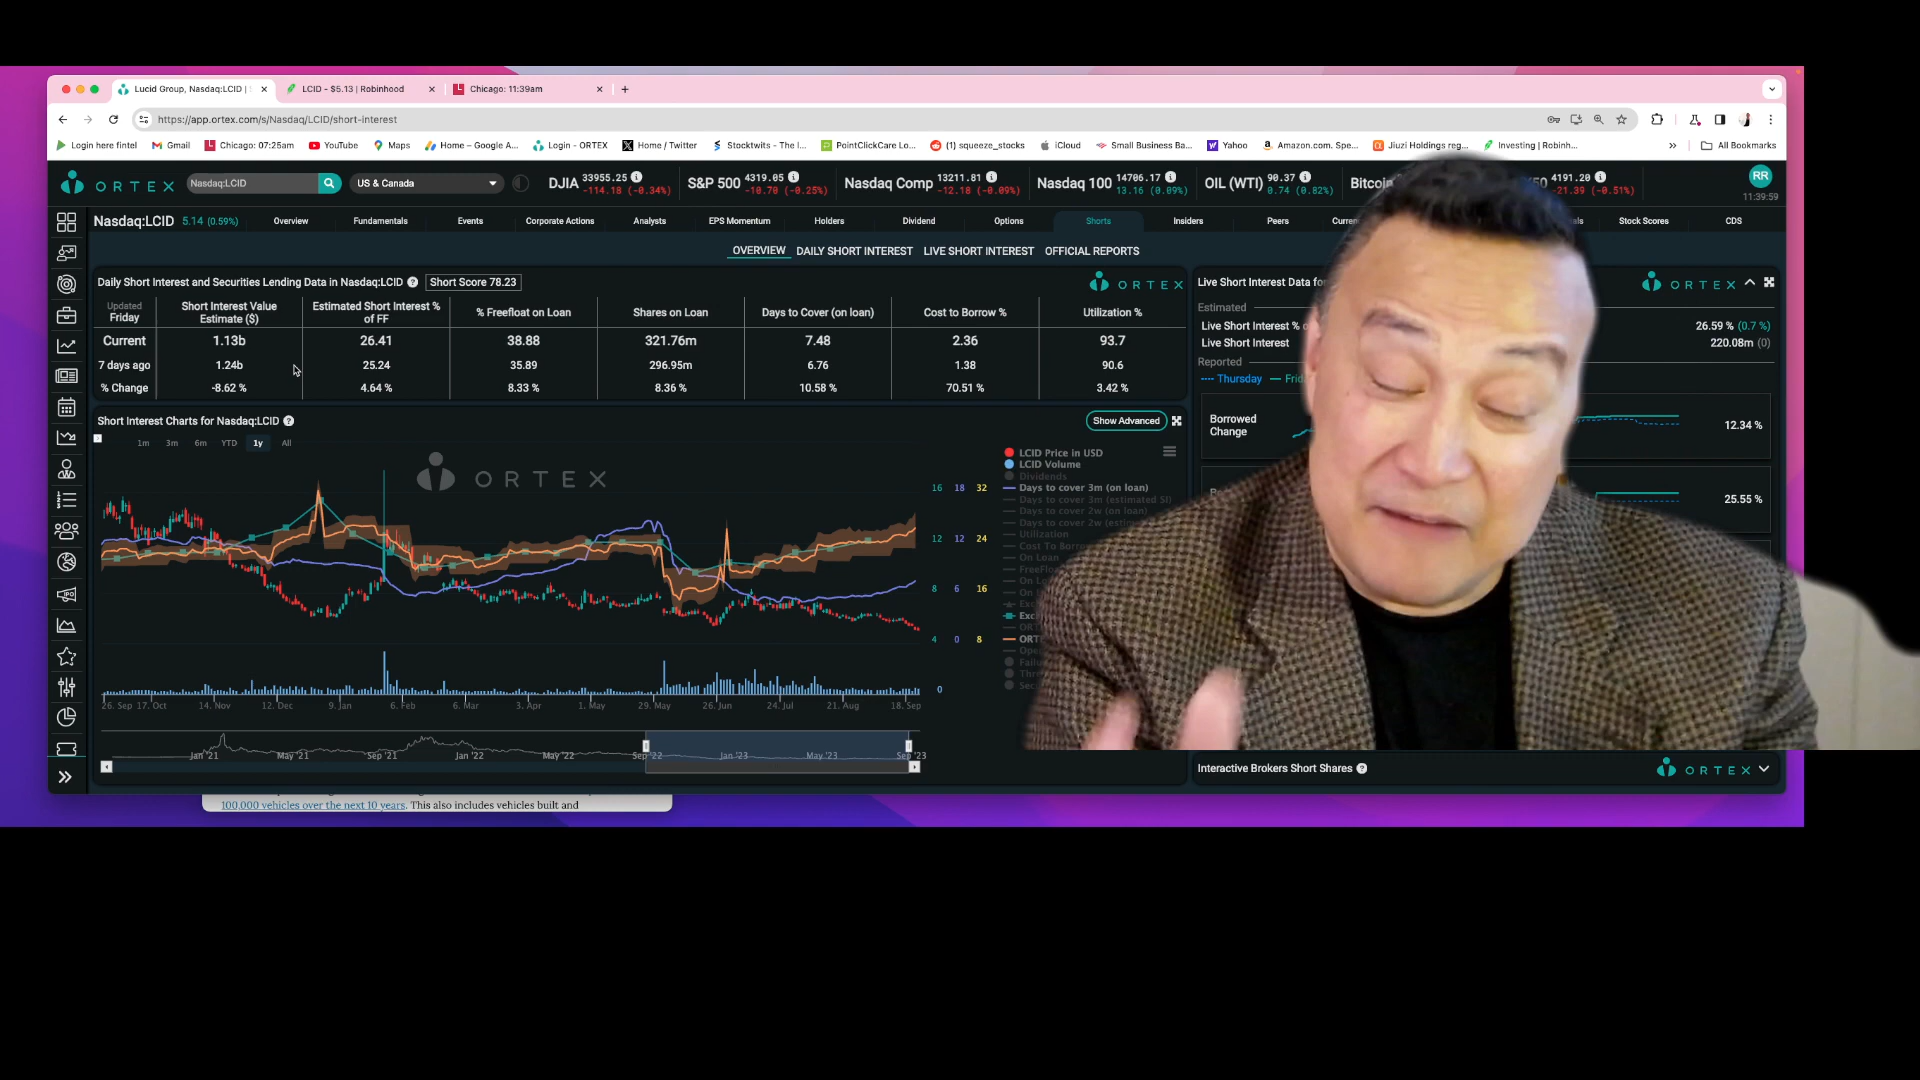 Lucid Group, Nasdaq:LCID |
LCID - $5.13 | Robinhood
Chicago: 11:39am
https://app.ortex.com/s/Nasdaq/LCID/short-interest
Login here fintel
Gmail
Chicago: 07:25am
YouTube
Maps
Home – Google A...
Login - ORTEX
Home / Twitter
Stocktwits - The l...
PointClickCare Lo...
(1) squeeze_stocks
iCloud
Small Business Ba...
Yahoo
Amazon.com. Spe...
Jiuzi Holdings reg...
Investing | Robinh...
All Bookmarks
ORTEX
Nasdaq:LCID
US & Canada
DJIA 33955.25 -114.18 (-0.34%)
S&P 500 4319.05 -10.70 (-0.25%)
Nasdaq Comp 13211.81 -12.18 (-0.09%)
Nasdaq 100 14706.17 13.16 (0.09%)
OIL (WTI) 90.37 0.74 (0.82%)
4191.20 -21.39 (-0.51%)
RR
11:39:59
Nasdaq:LCID 5.14 (0.59%)
Overview
Fundamentals
Events
Corporate Actions
Analysts
EPS Momentum
Holders
Dividend
Options
Shorts
Insiders
Peers
Stock Scores
CDS
OVERVIEW DAILY SHORT INTEREST LIVE SHORT INTEREST OFFICIAL REPORTS
Daily Short Interest and Securities Lending Data in Nasdaq:LCID Short Score 78.23
ORTEX
Updated Friday
Short Interest Value Estimate ($)
Estimated Short Interest % of FF
% Freefloat on Loan
Shares on Loan
Days to Cover (on loan)
Cost to Borrow %
Utilization %
Current 1.13b 26.41 38.88 321.76m 7.48 2.36 93.7
7 days ago 1.24b 25.24 35.89 296.95m 6.76 1.38 90.6
% Change -8.62 % 4.64 % 8.33 % 8.36 % 10.58 % 70.51 % 3.42 %
Short Interest Charts for Nasdaq:LCID
Show Advanced
1m 3m 6m YTD 1y All
ORTEX
LCID Price in USD
LCID Volume
Dividends
Days to cover 3m (on loan)
Days to cover 3m (estimated SI)
Days to cover 2w (on loan)
Utilization
16 18 32
12 12 24
8 6 16
4 0 8
0
26. Sep 17. Oct 14. Nov 12. Dec 9. Jan 6. Feb 6. Mar 3. Apr 1. May 29. May 26. Jun 24. Jul 21. Aug 18. Sep
Jan '21 May '21 Sep '21 Jan '22 May '22 Sep '22 Jan '23 May '23 Sep '23
Live Short Interest Data
ORTEX
Estimated
Live Short Interest % 26.59 % (0.7 %)
Live Short Interest 220.08m (0)
Reported
Thursday
Borrowed Change 12.34 %
25.55 %
Interactive Brokers Short Shares
ORTEX
100,000 vehicles over the next 10 years. This also includes vehicles built and